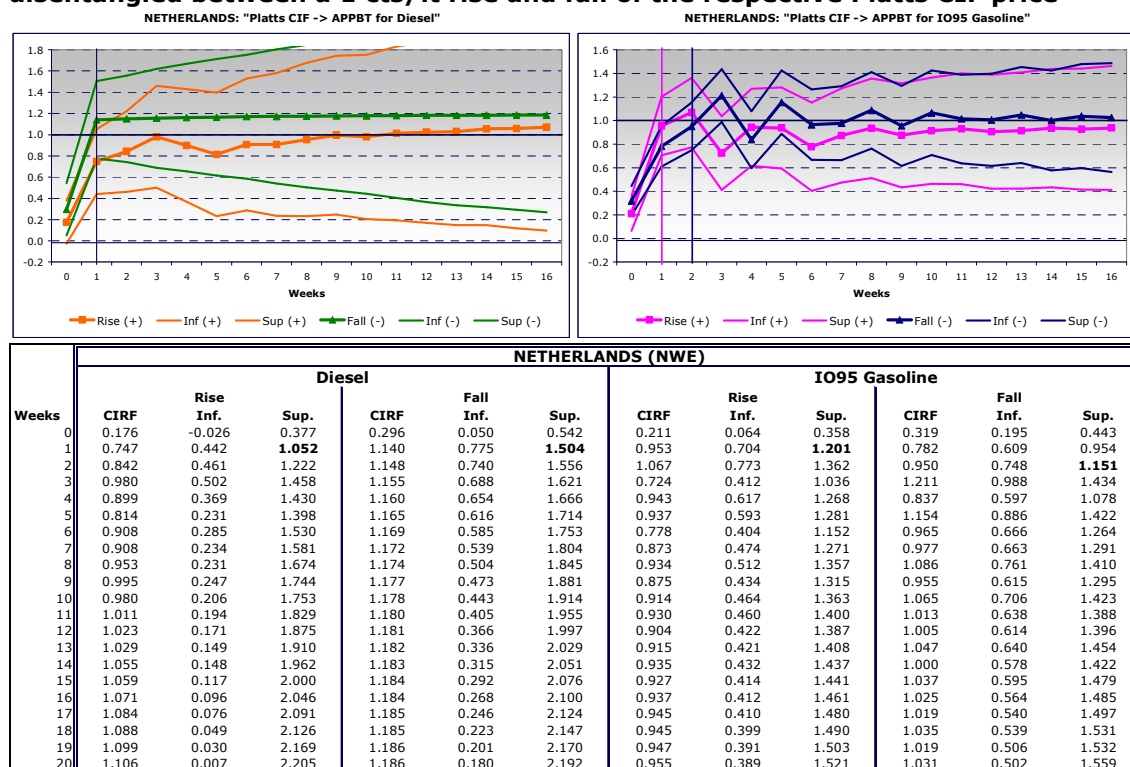 disentangled between a 1 cts/lt rise and fall of the respective Platts CIF price
NETHERLANDS: "Platts CIF -> APPBT for Diesel"
1.8
1.6
1.4
1.2
1.0
0.8
0.6
0.4
0.2
0.0
-0.2
0 1 2 3 4 5 6 7 8 9 10 11 12 13 14 15 16
Weeks
Rise (+) Inf (+) Sup (+) Fall (-) Inf (-) Sup (-)
NETHERLANDS: "Platts CIF -> APPBT for IO95 Gasoline"
1.6
1.4
1.2
1.0
0.8
0.6
0.4
0.2
0.0
-0.2
0 1 2 3 4 5 6 7 8 9 10 11 12 13 14 15 16
Weeks
Rise (+) Inf (+) Sup (+) Fall (-) Inf (-) Sup (-)
NETHERLANDS (NWE)
Diesel IO95 Gasoline
Rise Fall Rise Fall
Weeks CIRF Inf. Sup. CIRF Inf. Sup. CIRF Inf. Sup. CIRF Inf. Sup.
0 0.176 -0.026 0.377 0.296 0.050 0.542 0.211 0.064 0.358 0.319 0.195 0.443
1 0.747 0.442 1.052 1.140 0.775 1.504 0.953 0.704 1.201 0.782 0.609 0.954
2 0.842 0.461 1.222 1.148 0.740 1.556 1.067 0.773 1.362 0.950 0.748 1.151
3 0.980 0.502 1.458 1.155 0.688 1.621 0.724 0.412 1.036 1.211 0.988 1.434
4 0.899 0.369 1.430 1.160 0.654 1.666 0.943 0.617 1.268 0.837 0.597 1.078
5 0.814 0.231 1.398 1.165 0.616 1.714 0.937 0.593 1.281 1.154 0.886 1.422
6 0.908 0.285 1.530 1.169 0.585 1.753 0.778 0.404 1.152 0.965 0.666 1.264
7 0.908 0.234 1.581 1.172 0.539 1.804 0.873 0.474 1.271 0.977 0.663 1.291
8 0.953 0.231 1.674 1.174 0.504 1.845 0.934 0.512 1.357 1.086 0.761 1.410
9 0.995 0.247 1.744 1.177 0.473 1.881 0.875 0.434 1.315 0.955 0.615 1.295
10 0.980 0.206 1.753 1.178 0.443 1.914 0.914 0.464 1.363 1.065 0.706 1.423
11 1.011 0.194 1.829 1.180 0.405 1.955 0.930 0.460 1.400 1.013 0.638 1.388
12 1.023 0.171 1.875 1.181 0.366 1.997 0.904 0.422 1.387 1.005 0.614 1.396
13 1.029 0.149 1.910 1.182 0.336 2.029 0.915 0.421 1.408 1.047 0.640 1.454
14 1.055 0.148 1.962 1.183 0.315 2.051 0.935 0.432 1.437 1.000 0.578 1.422
15 1.059 0.117 2.000 1.184 0.292 2.076 0.927 0.414 1.441 1.037 0.595 1.479
16 1.071 0.096 2.046 1.184 0.268 2.100 0.937 0.412 1.461 1.025 0.564 1.485
17 1.084 0.076 2.091 1.185 0.246 2.124 0.945 0.410 1.480 1.019 0.540 1.497
18 1.088 0.049 2.126 1.185 0.223 2.147 0.945 0.399 1.490 1.035 0.539 1.531
19 1.099 0.030 2.169 1.186 0.201 2.170 0.947 0.391 1.503 1.019 0.506 1.532
20 1.106 0.007 2.205 1.186 0.180 2.192 0.955 0.389 1.521 1.031 0.502 1.559